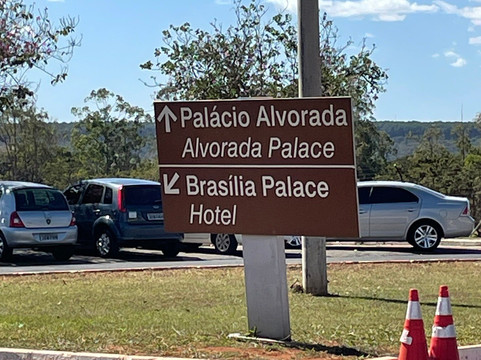 ↑ Palácio Alvorada
Alvorada Palace
↙ Brasília Palace
Hotel